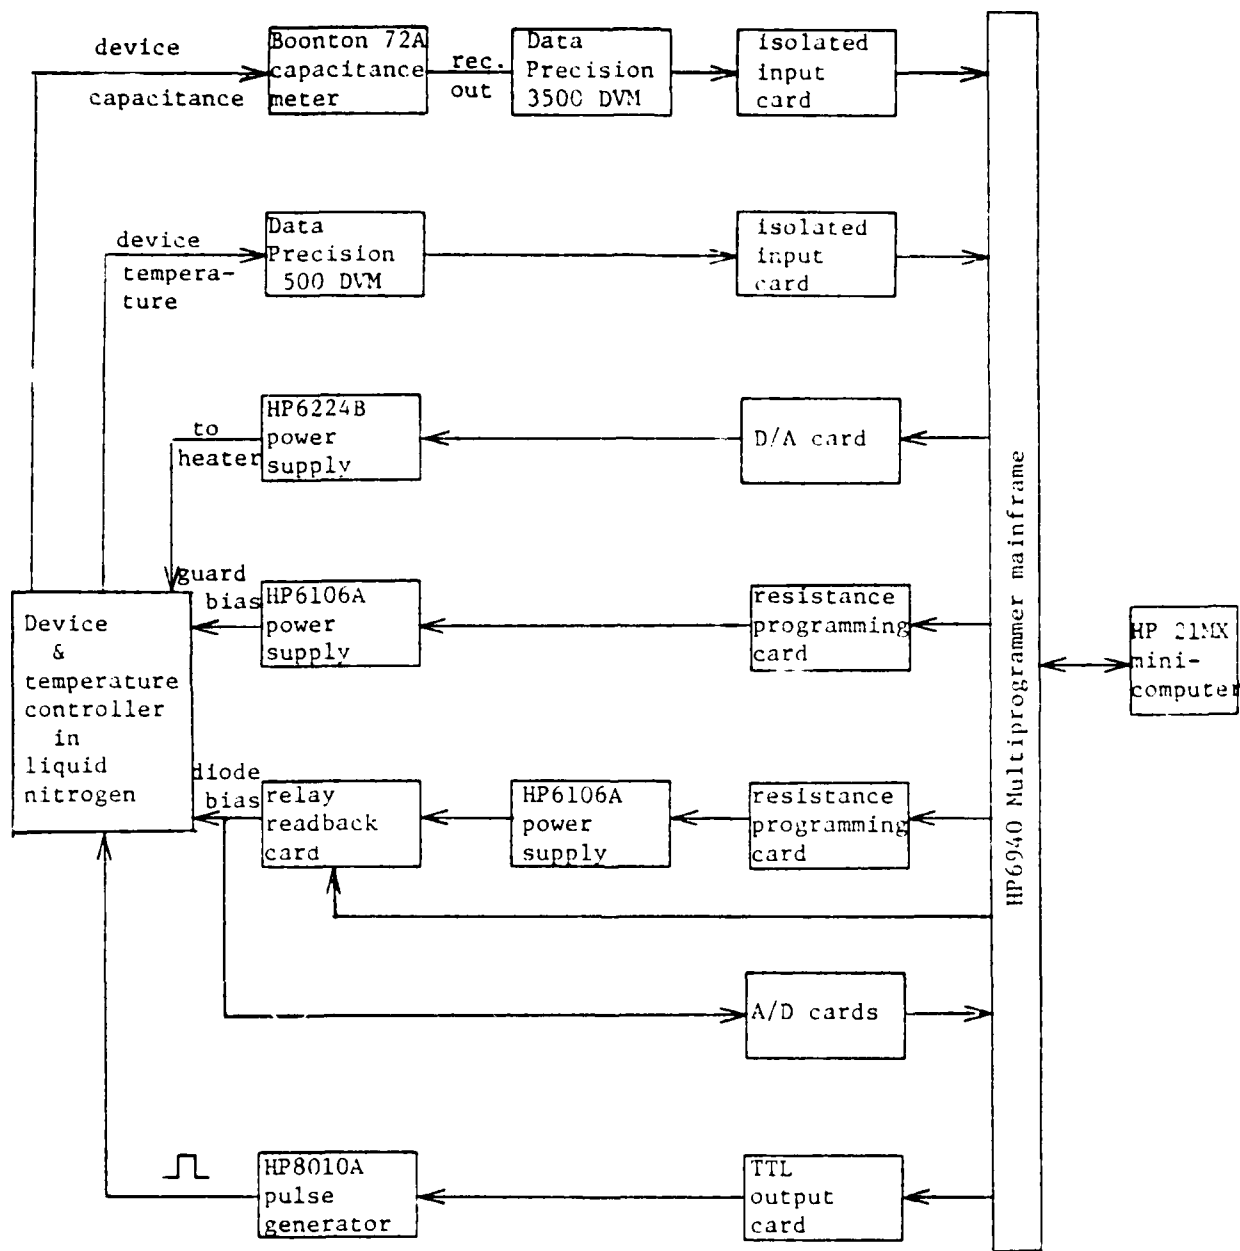 device
capacitance
Boonton 72A
capacitance
meter
rec.
out
Data
Precision
3500 DVM
isolated
input
card
device
tempera-
ture
Data
Precision
500 DVM
isolated
input
card
to
heater
HP6224B
power
supply
D/A card
guard
bias
HP6106A
power
supply
resistance
programming
card
Device
&
temperature
controller
in
liquid
nitrogen
diode
bias
relay
readback
card
HP6106A
power
supply
resistance
programming
card
A/D cards
HP8010A
pulse
generator
TTL
output
card
HP6940 Multiprogrammer mainframe
HP 21MX
mini-
computer